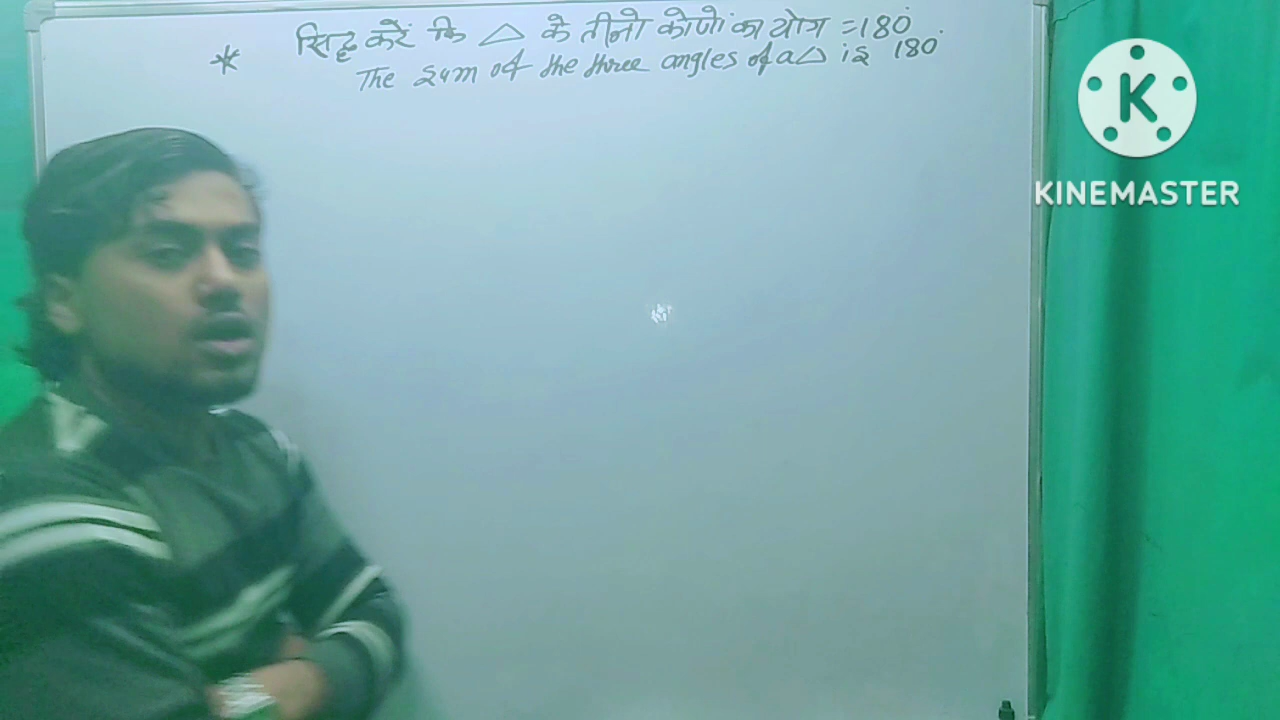 सिद्ध करें कि △ के तीनो कोणों का योग =180°
* The sum of the three angles of a △ is 180°
K
KINEMASTER